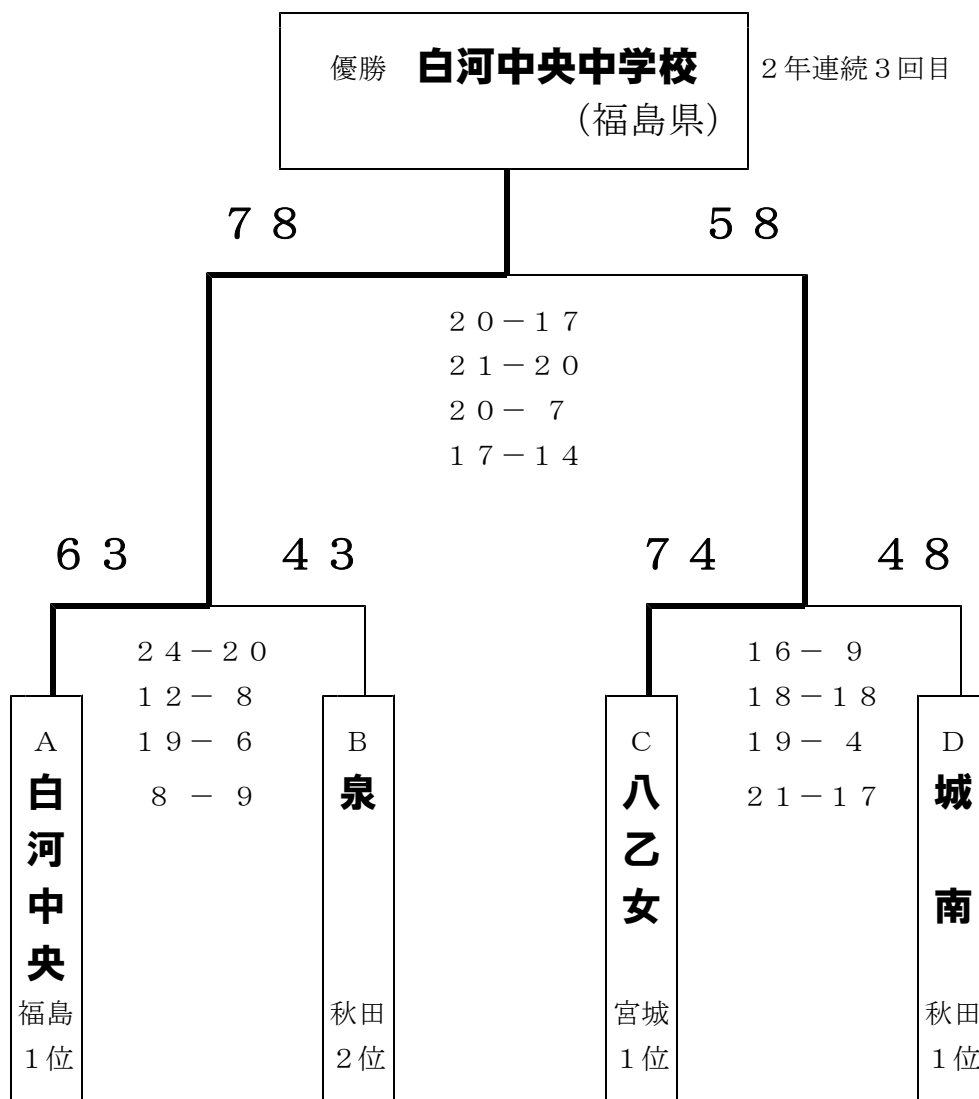 優勝 白河中央中学校 ２年連続３回目
（福島県）
７８ ５８
２０－１７
２１－２０
２０－ ７
１７－１４
６３ ４３ ７４ ４８
２４－２０
１２－ ８
１９－ ６
８ －９
１６－ ９
１８－１８
１９－ ４
２１－１７
A
白河中央
福島
１位
B
泉
秋田
２位
C
八乙女
宮城
１位
D
城南
秋田
１位